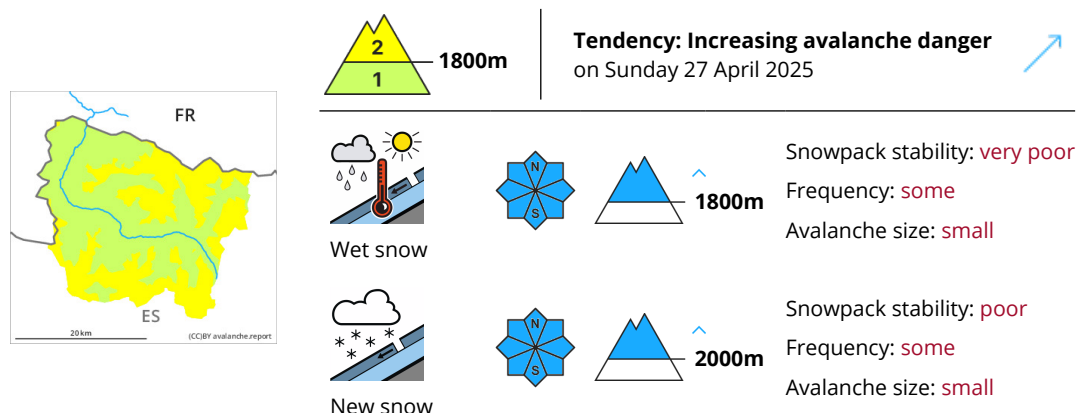 2
1
1800m
Tendency: Increasing avalanche danger
on Sunday 27 April 2025
FR
ES
20 km
(CC)BY avalanche.report
Wet snow
N
S
1800m
Snowpack stability: very poor
Frequency: some
Avalanche size: small
New snow
N
S
2000m
Snowpack stability: poor
Frequency: some
Avalanche size: small